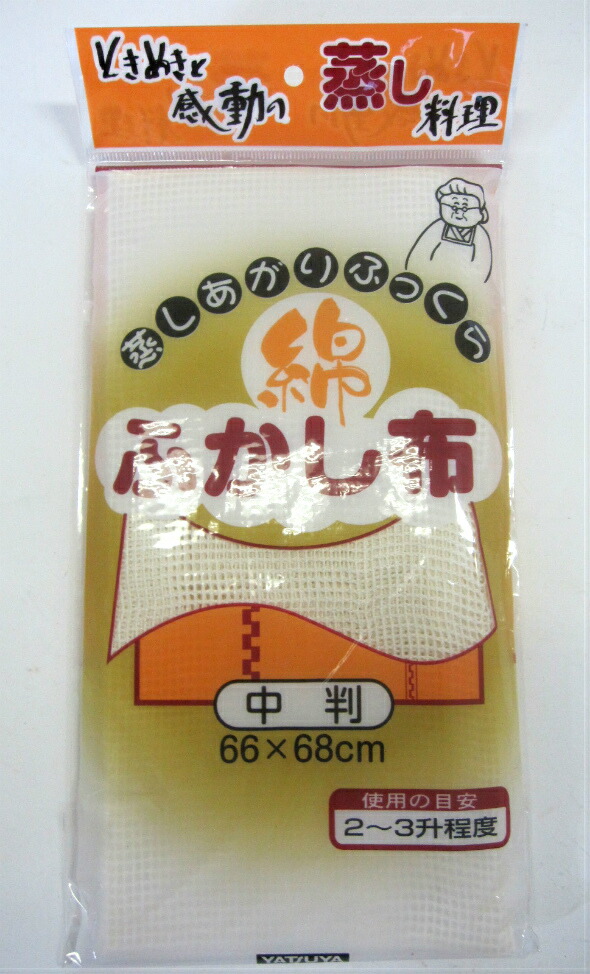 ときめきと
感動の
蒸し
料理
蒸しあがりふっくら
綿
ふかし布
中判
66×68cm
使用の目安
2～3升程度
YATSUYA